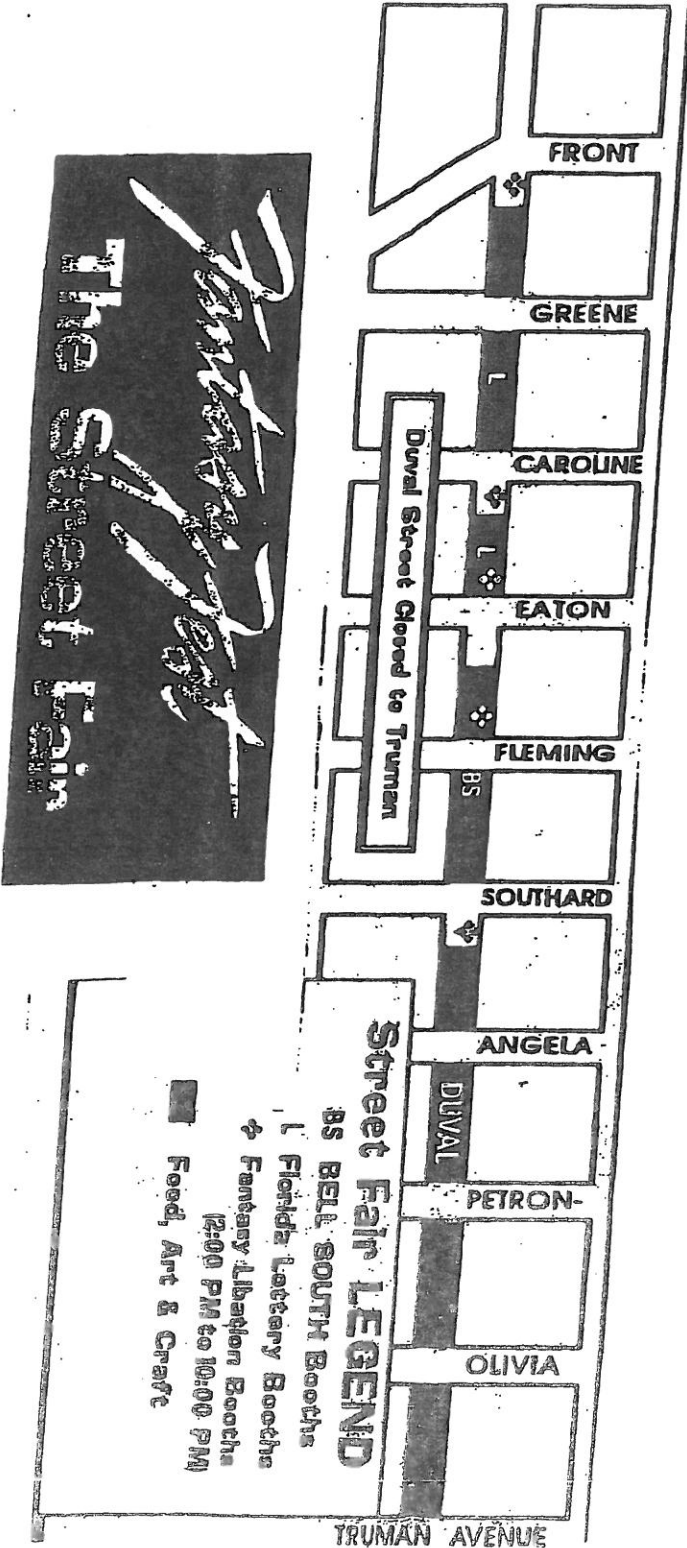 FRONT
GREENE
L
CAROLINE
L
EATON
FLEMING
BS
SOUTHARD
ANGELA
DUVAL
PETRON-
OLIVIA
TRUMAN AVENUE
Duval Street Closed to Truman
Fantasy Fest
The Street Fair
Street Fair LEGEND
BS BELL SOUTH Booths
L Florida Lottery Booths
Fantasy Libation Booths
(12:00 PM to 10:00 PM)
Food, Art & Craft